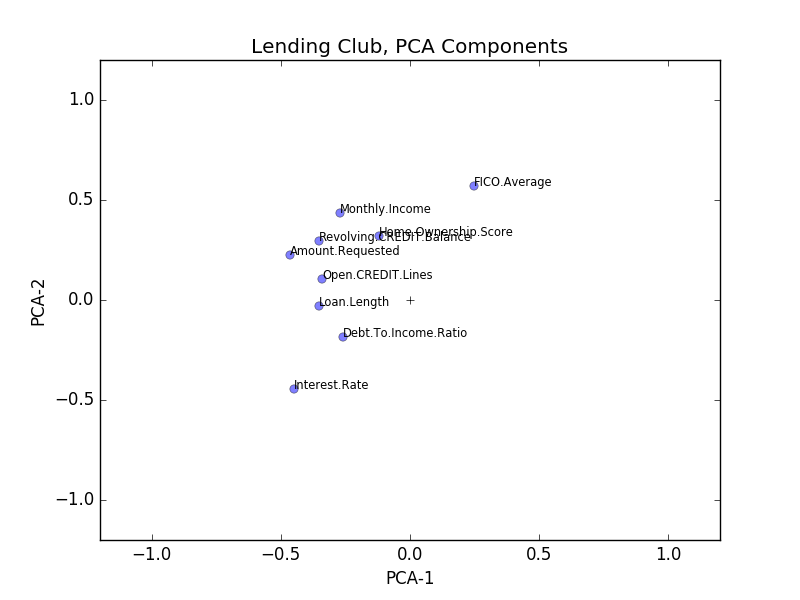 Lending Club, PCA Components
1.0
0.5
0.0
−0.5
−1.0
PCA-2
FICO.Average
Monthly.Income
Home.Ownership.Score
Revolving.CREDIT.Balance
Amount.Requested
Open.CREDIT.Lines
Loan.Length
Debt.To.Income.Ratio
Interest.Rate
−1.0 −0.5 0.0 0.5 1.0
PCA-1